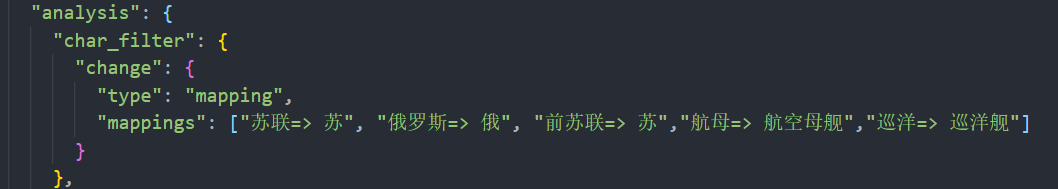 "analysis": {
"char_filter": {
"change": {
"type": "mapping",
"mappings": ["苏联=> 苏", "俄罗斯=> 俄", "前苏联=> 苏","航母=> 航空母舰","巡洋=> 巡洋舰"]
}
},